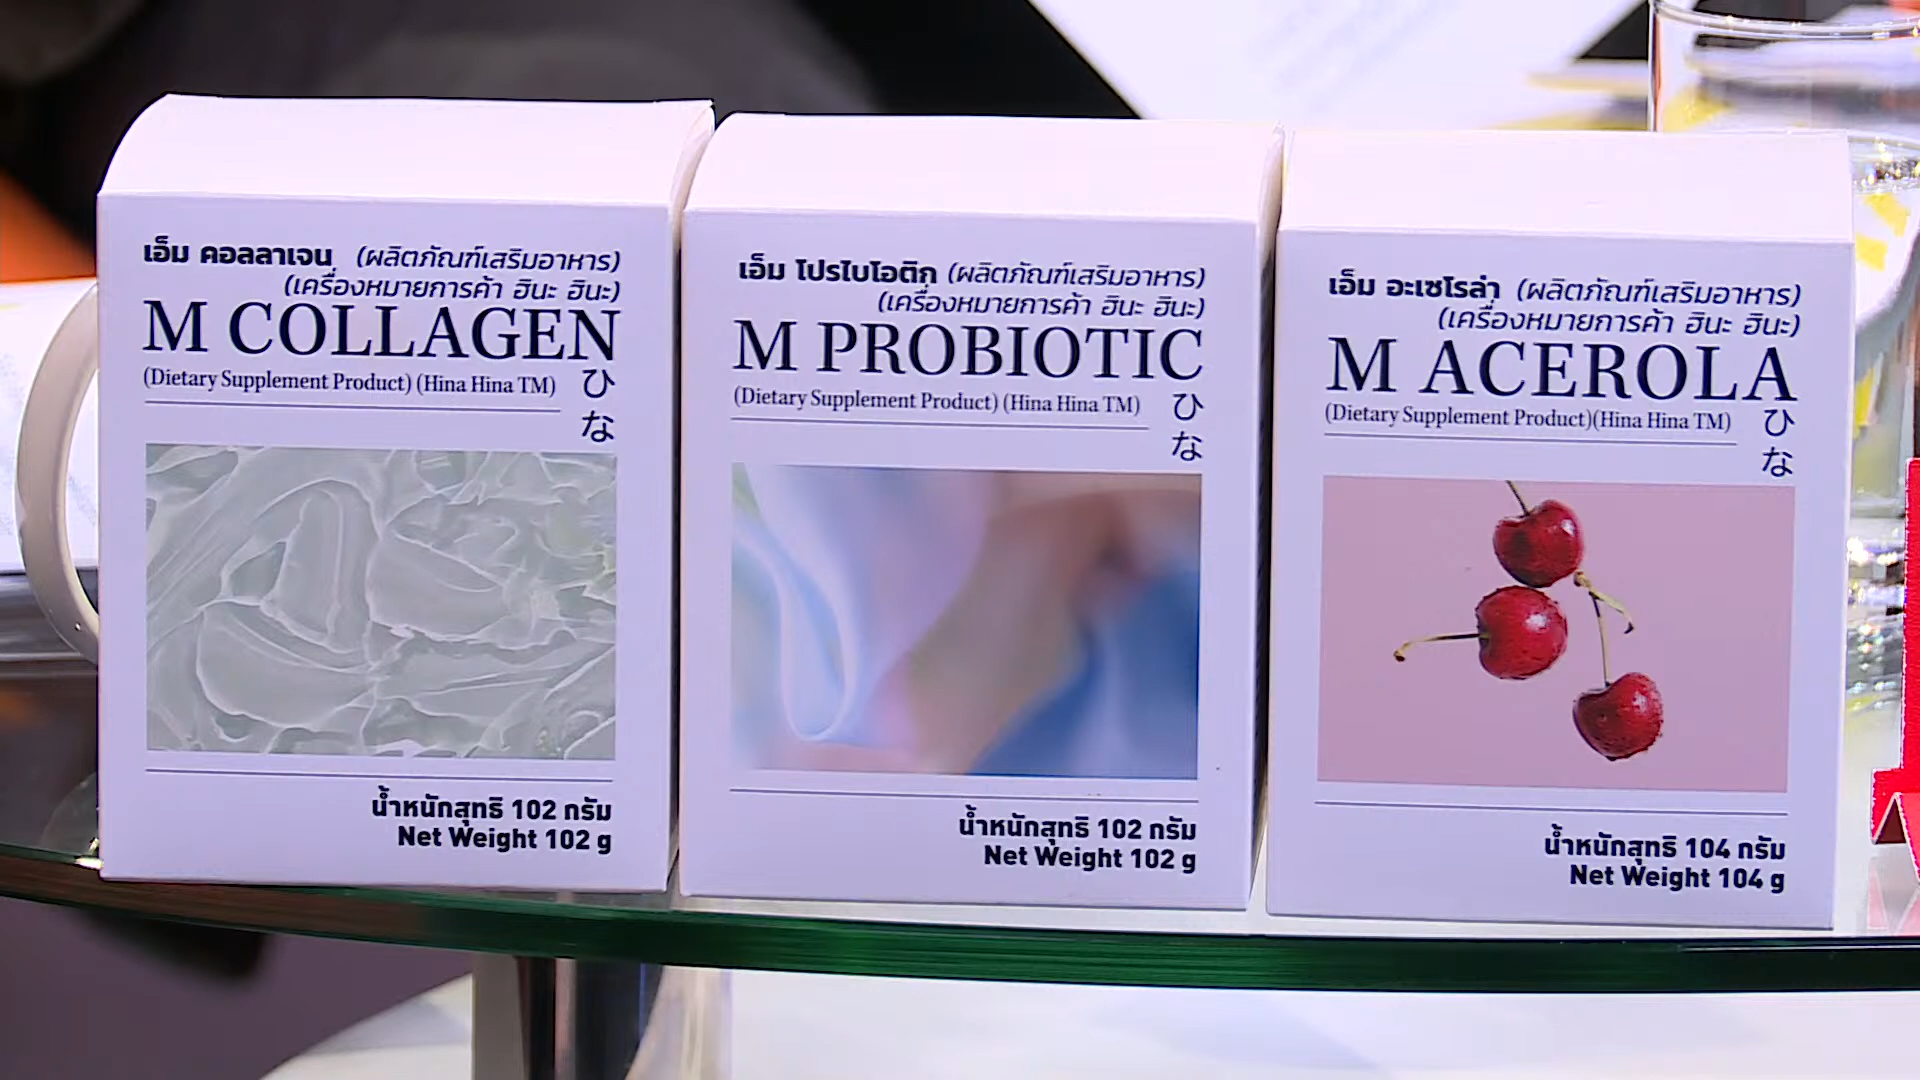 เอ็ม คอลลาเจน (ผลิตภัณฑ์เสริมอาหาร)
(เครื่องหมายการค้า ฮินะ ฮินะ)
M COLLAGEN
(Dietary Supplement Product) (Hina Hina TM)
ひな
น้ำหนักสุทธิ 102 กรัม
Net Weight 102 g
เอ็ม โปรไบโอติก (ผลิตภัณฑ์เสริมอาหาร)
(เครื่องหมายการค้า ฮินะ ฮินะ)
M PROBIOTIC
(Dietary Supplement Product) (Hina Hina TM)
ひな
น้ำหนักสุทธิ 102 กรัม
Net Weight 102 g
เอ็ม อะเซโรล่า (ผลิตภัณฑ์เสริมอาหาร)
(เครื่องหมายการค้า ฮินะ ฮินะ)
M ACEROLA
(Dietary Supplement Product)(Hina Hina TM)
ひな
น้ำหนักสุทธิ 104 กรัม
Net Weight 104 g